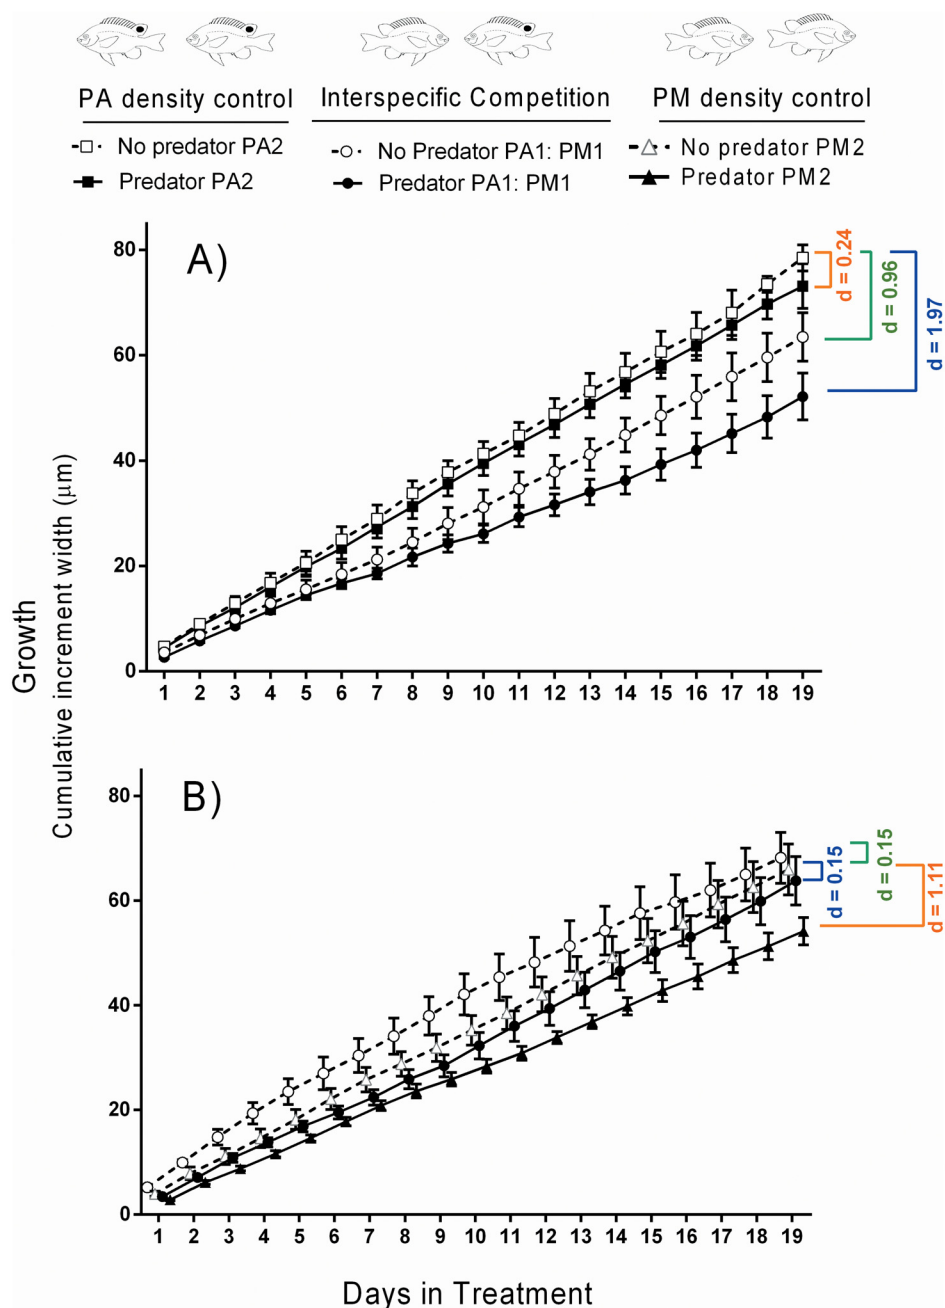 PA density control
Interspecific Competition
PM density control
No predator PA2
Predator PA2
No Predator PA1: PM1
Predator PA1: PM1
No predator PM2
Predator PM2
A)
80
60
40
20
0
1 2 3 4 5 6 7 8 9 10 11 12 13 14 15 16 17 18 19
d = 0.24
d = 0.96
d = 1.97
Growth
Cumulative increment width (μm)
B)
80
60
40
20
0
1 2 3 4 5 6 7 8 9 10 11 12 13 14 15 16 17 18 19
d = 0.15
d = 0.15
d = 1.11
Days in Treatment